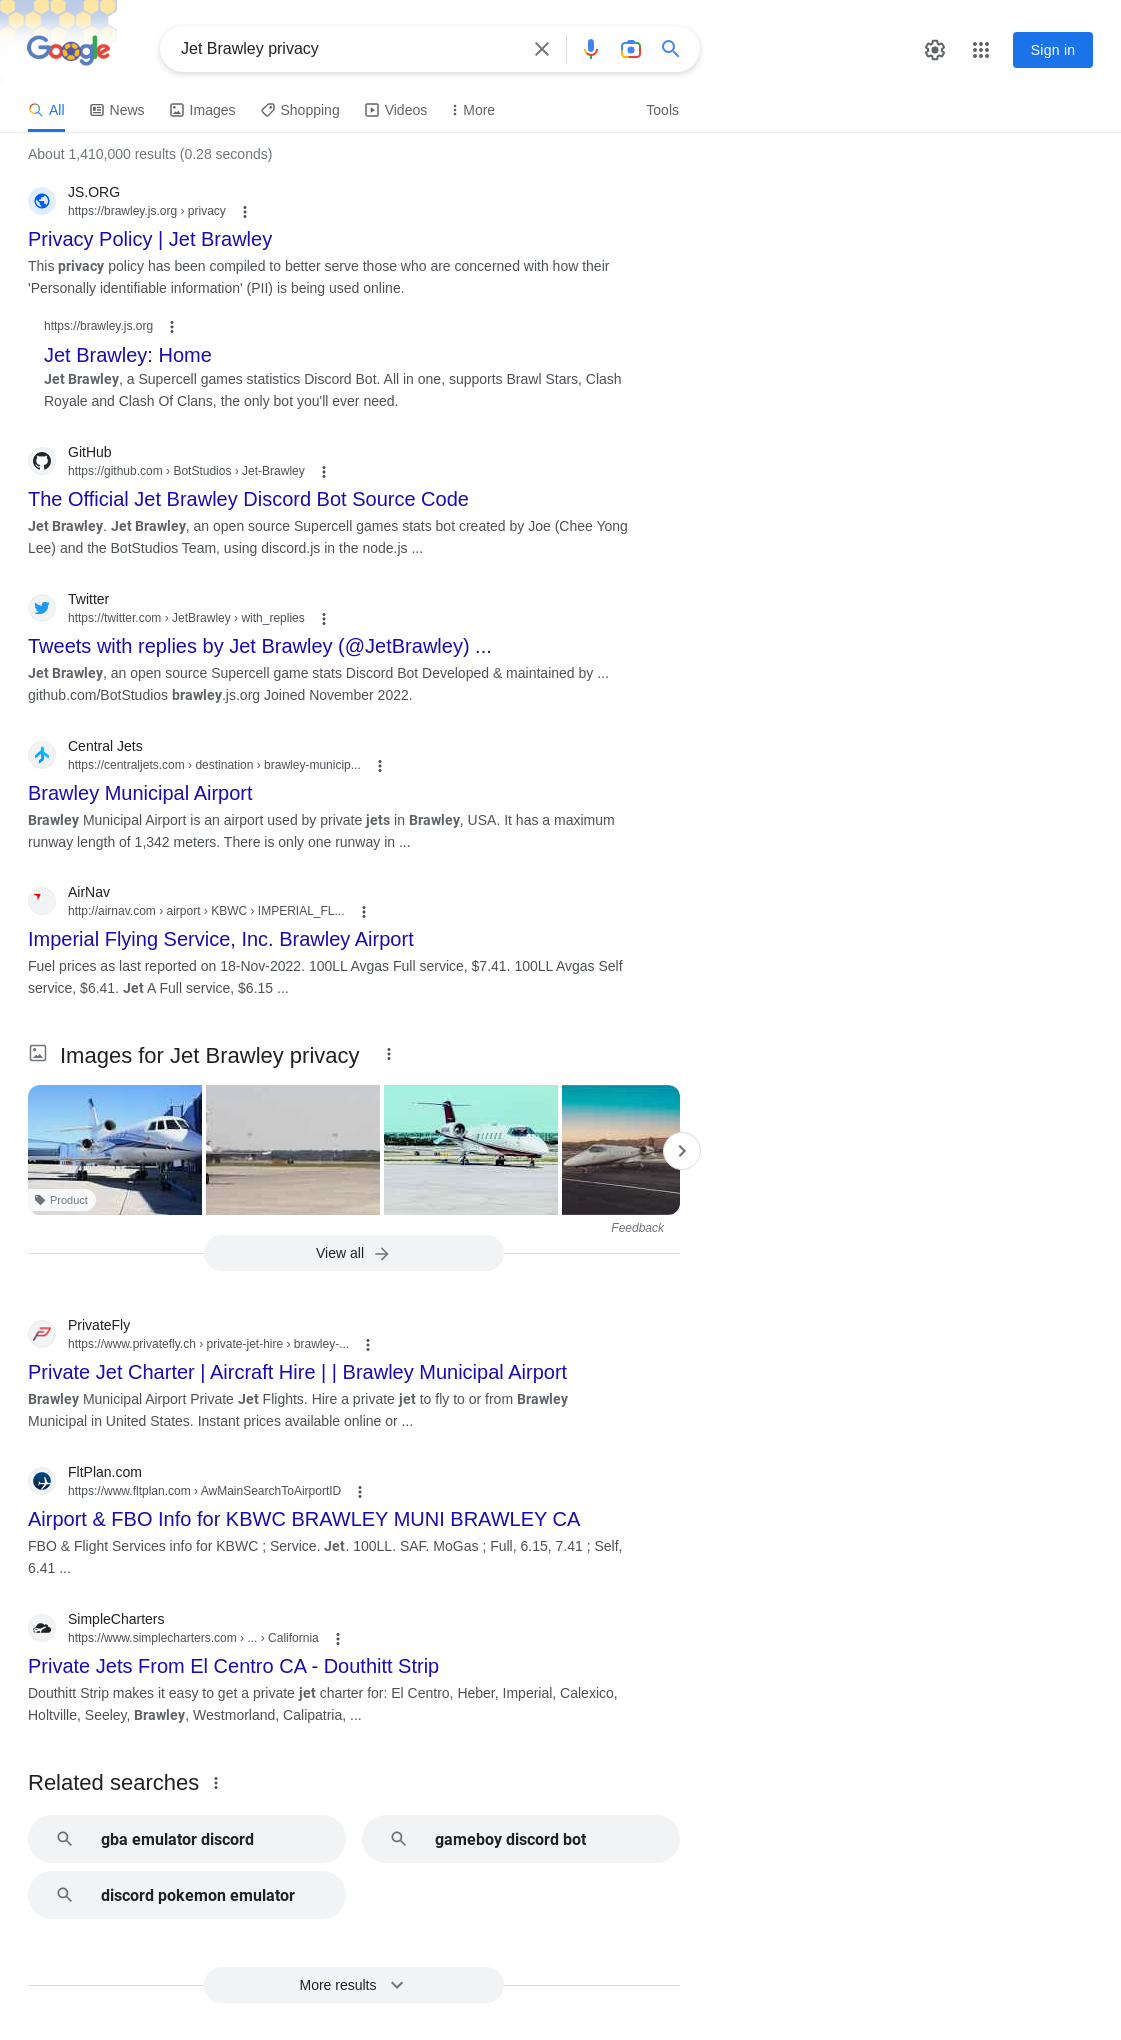 Google
Jet Brawley privacy
Sign in
All
News
Images
Shopping
Videos
More
Tools
About 1,410,000 results (0.28 seconds)
JS.ORG
https://brawley.js.org › privacy
Privacy Policy | Jet Brawley
This privacy policy has been compiled to better serve those who are concerned with how their
'Personally identifiable information' (PII) is being used online.
https://brawley.js.org
Jet Brawley: Home
Jet Brawley, a Supercell games statistics Discord Bot. All in one, supports Brawl Stars, Clash
Royale and Clash Of Clans, the only bot you'll ever need.
GitHub
https://github.com › BotStudios › Jet-Brawley
The Official Jet Brawley Discord Bot Source Code
Jet Brawley. Jet Brawley, an open source Supercell games stats bot created by Joe (Chee Yong
Lee) and the BotStudios Team, using discord.js in the node.js ...
Twitter
https://twitter.com › JetBrawley › with_replies
Tweets with replies by Jet Brawley (@JetBrawley) ...
Jet Brawley, an open source Supercell game stats Discord Bot Developed & maintained by ...
github.com/BotStudios brawley.js.org Joined November 2022.
Central Jets
https://centraljets.com › destination › brawley-municip...
Brawley Municipal Airport
Brawley Municipal Airport is an airport used by private jets in Brawley, USA. It has a maximum
runway length of 1,342 meters. There is only one runway in ...
AirNav
http://airnav.com › airport › KBWC › IMPERIAL_FL...
Imperial Flying Service, Inc. Brawley Airport
Fuel prices as last reported on 18-Nov-2022. 100LL Avgas Full service, $7.41. 100LL Avgas Self
service, $6.41. Jet A Full service, $6.15 ...
Images for Jet Brawley privacy
Product
Feedback
View all
PrivateFly
https://www.privatefly.ch › private-jet-hire › brawley-...
Private Jet Charter | Aircraft Hire | | Brawley Municipal Airport
Brawley Municipal Airport Private Jet Flights. Hire a private jet to fly to or from Brawley
Municipal in United States. Instant prices available online or ...
FltPlan.com
https://www.fltplan.com › AwMainSearchToAirportID
Airport & FBO Info for KBWC BRAWLEY MUNI BRAWLEY CA
FBO & Flight Services info for KBWC ; Service. Jet. 100LL. SAF. MoGas ; Full, 6.15, 7.41 ; Self,
6.41 ...
SimpleCharters
https://www.simplecharters.com › ... › California
Private Jets From El Centro CA - Douthitt Strip
Douthitt Strip makes it easy to get a private jet charter for: El Centro, Heber, Imperial, Calexico,
Holtville, Seeley, Brawley, Westmorland, Calipatria, ...
Related searches
gba emulator discord
gameboy discord bot
discord pokemon emulator
More results